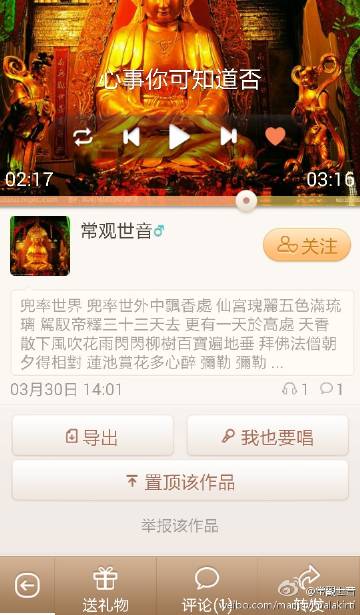 心事你可知道否
02:17
03:16
常观世音♂
关注
兜率世界 兜率世外中飄香處 仙宮瑰麗五色滿琉
璃 駕馭帝釋三十三天去 更有一天於高處 天香
散下風吹花雨閃閃柳樹百寶遍地垂 拜佛法僧朝
夕得相對 蓮池賞花多心醉 彌勒 彌勒 ...
03月30日 14:01
1
1
导出
我也要唱
置顶该作品
举报该作品
送礼物
评论(1)
转发
@常观世音